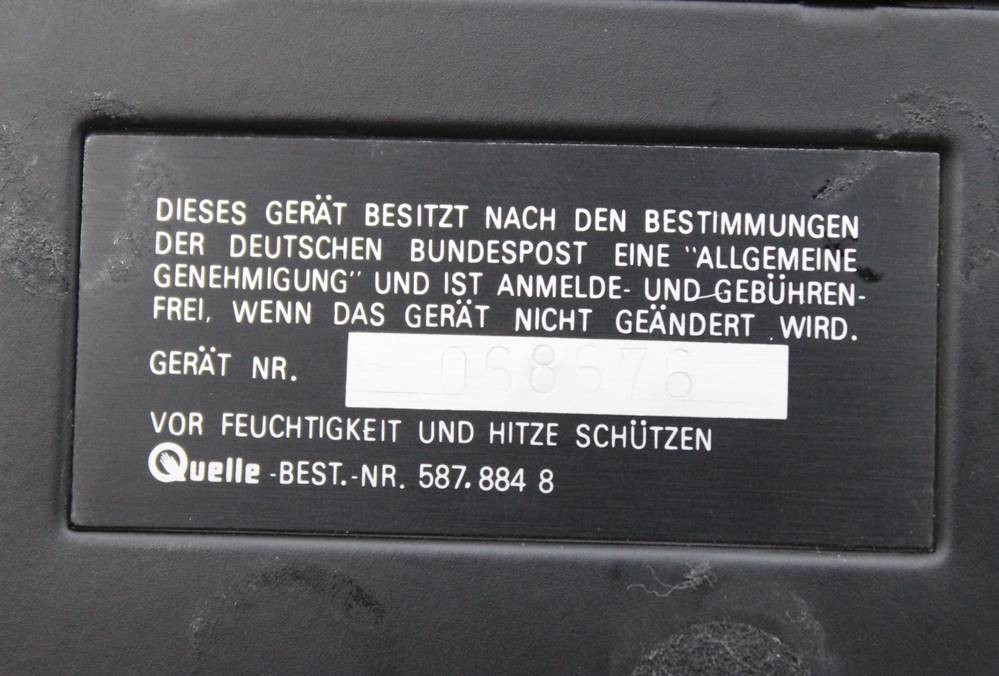 DIESES GERÄT BESITZT NACH DEN BESTIMMUNGEN
DER DEUTSCHEN BUNDESPOST EINE "ALLGEMEINE
GENEHMIGUNG" UND IST ANMELDE- UND GEBÜHREN-
FREI, WENN DAS GERÄT NICHT GEÄNDERT WIRD.
GERÄT NR. 068976
VOR FEUCHTIGKEIT UND HITZE SCHÜTZEN
Quelle -BEST.-NR. 587.884 8